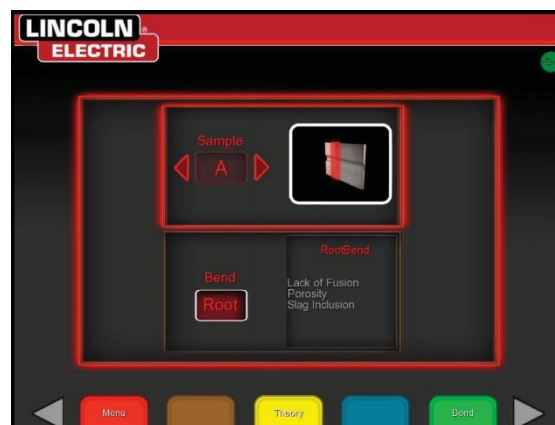 LINCOLN®
ELECTRIC
Sample
A
Bend
Root
RootBend
Lack of Fusion
Porosity
Slag Inclusion
Menu
Theory
Bend